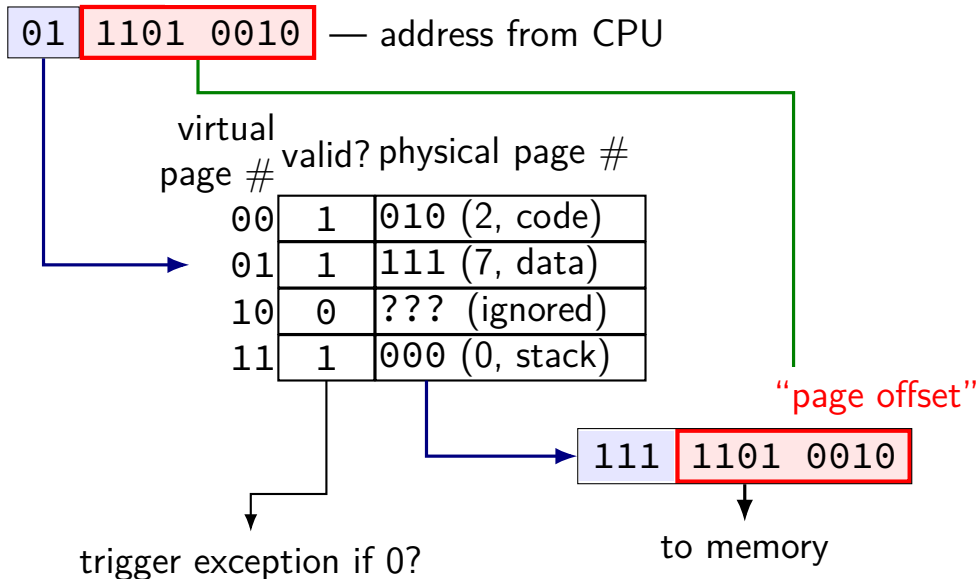 01 1101 0010 — address from CPU
virtual
page #
valid? physical page #
00 1 010 (2, code)
01 1 111 (7, data)
10 0 ??? (ignored)
11 1 000 (0, stack)
“page offset”
111 1101 0010
trigger exception if 0?
to memory